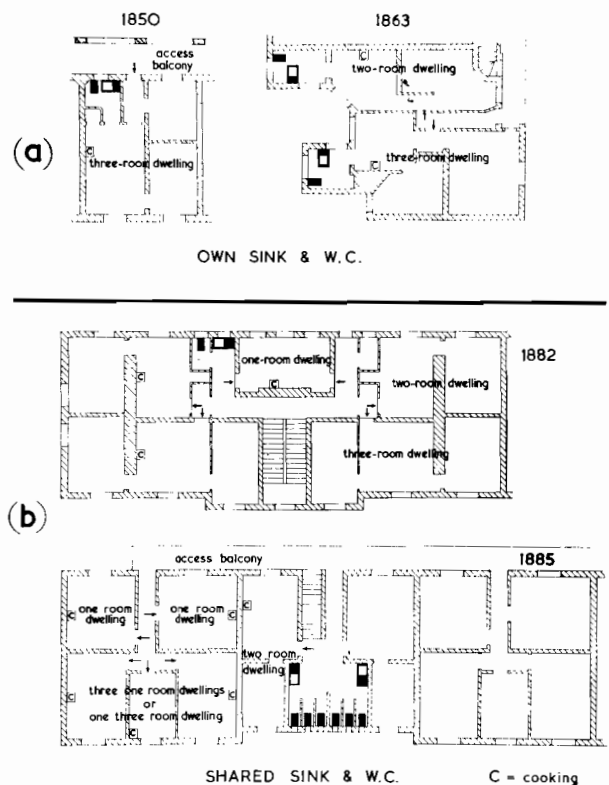 1850
1863
access
balcony
two-room dwelling
(a)
C
C
three-room dwelling
C
three-room dwelling
OWN SINK & W.C.
1882
one-room dwelling
C
C
two-room dwelling
C
three-room dwelling
(b)
access balcony
1885
one room
dwelling
one room
dwelling
C
C
C
two room
dwelling
three one room dwellings
or
one three room dwelling
C
C
C
SHARED SINK & W.C.
C = cooking